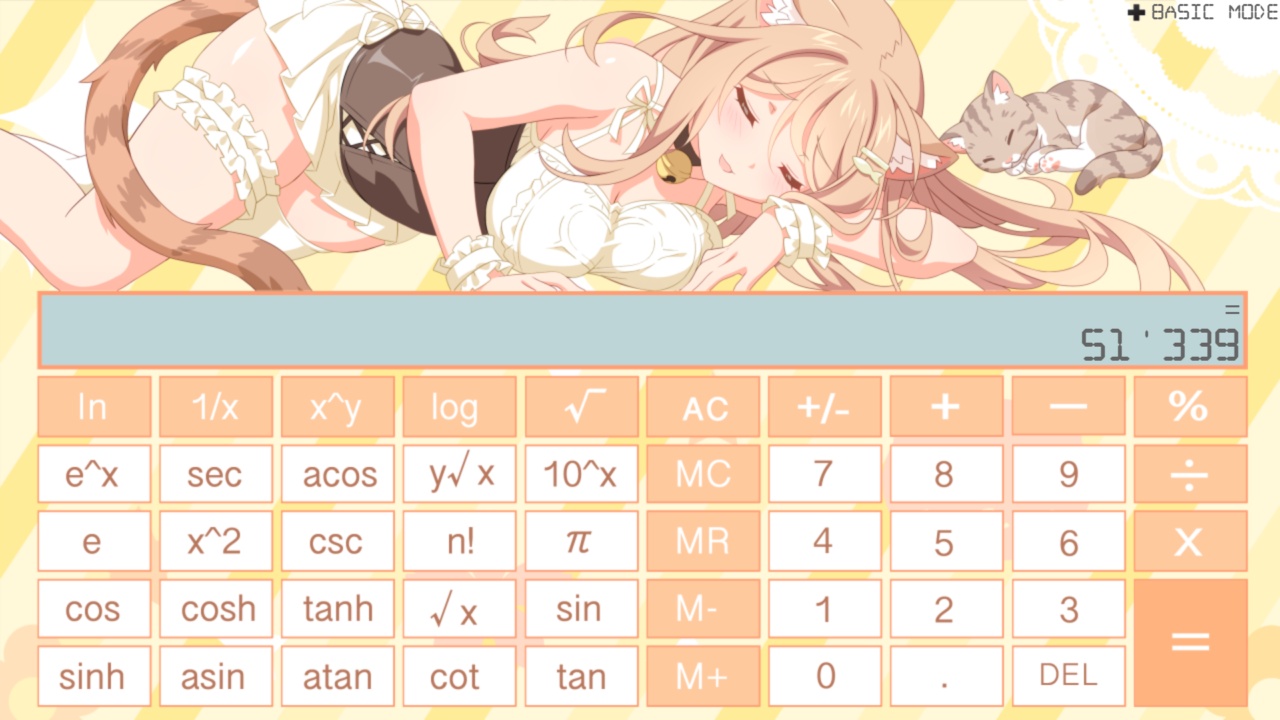 BASIC MODE
=
51'339
ln 1/x x^y log √ AC +/- + − %
e^x sec acos y√x 10^x MC 7 8 9 ÷
e x^2 csc n! π MR 4 5 6 X
cos cosh tanh √x sin M- 1 2 3 =
sinh asin atan cot tan M+ 0 . DEL